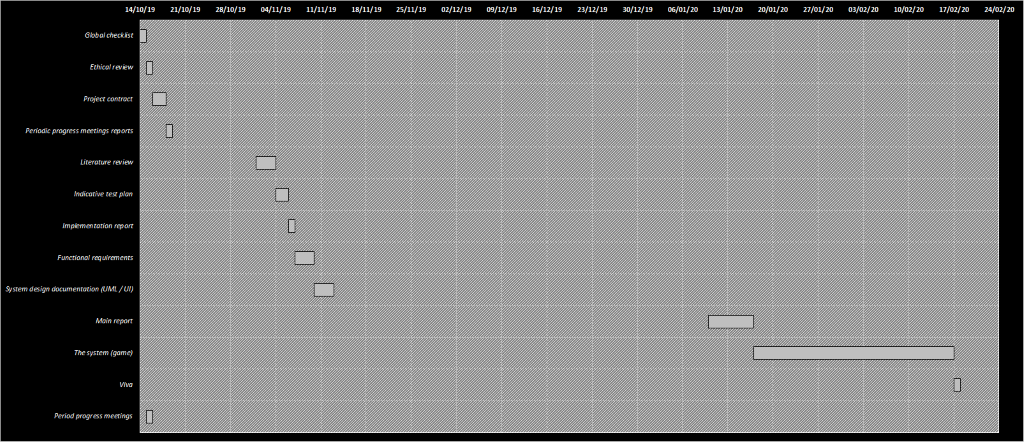 14/10/19 21/10/19 28/10/19 04/11/19 11/11/19 18/11/19 25/11/19 02/12/19 09/12/19 16/12/19 23/12/19 30/12/19 06/01/20 13/01/20 20/01/20 27/01/20 03/02/20 10/02/20 17/02/20 24/02/20
Global checklist
Ethical review
Project contract
Periodic progress meetings reports
Literature review
Indicative test plan
Implementation report
Functional requirements
System design documentation (UML / UI)
Main report
The system (game)
Viva
Period progress meetings